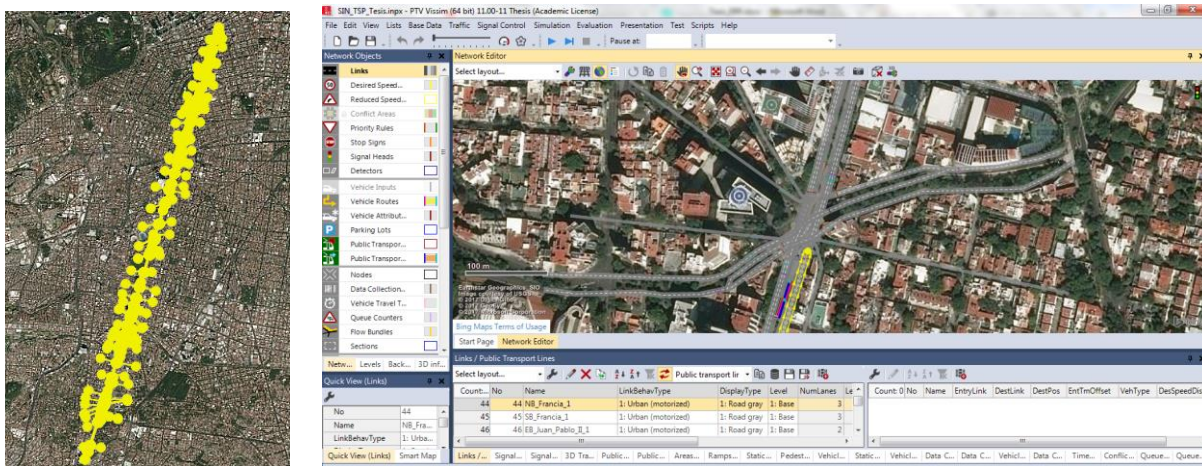 SIN_TSP_Tesis.inpx - PTV Vissim (64 bit) 11.00-11 Thesis (Academic License)
File Edit View Lists Base Data Traffic Signal Control Simulation Evaluation Presentation Test Scripts Help
Pause at:
Network Objects
Network Editor
Links
Select layout...
Desired Speed...
Reduced Speed...
Conflict Areas
Priority Rules
Stop Signs
Signal Heads
Detectors
Vehicle Inputs
Vehicle Routes
Vehicle Attribut...
Parking Lots
Public Transpor...
Public Transpor...
Nodes
Data Collection...
Vehicle Travel T...
Queue Counters
Flow Bundles
Sections
100 m
Bing Maps Terms of Usage
Start Page Network Editor
Netw... Levels Back... 3D inf...
Links / Public Transport Lines
Quick View (Links)
Select layout...
Public transport lir
Count: No Name LinkBehavType DisplayType Level NumLanes Le
Count: 0 No Name EntryLink DestLink DestPos EntTmOffset VehType DesSpeedDis
44 44 NB_Francia_1 1: Urban (motorized) 1: Road gray 1: Base 3
45 45 SB_Francia_1 1: Urban (motorized) 1: Road gray 1: Base 3
46 46 EB_Juan_Pablo_II_1 1: Urban (motorized) 1: Road gray 1: Base 2
No 44
Name NB_Fra...
LinkBehavType 1: Urba...
Quick View (Links) Smart Map
Links /... Signal... Signal... 3D Tra... Public... Public... Areas... Ramps... Static... Pedest... Vehicl... Static... Vehicl... Data C... Data C... Vehicl... Data C... Time... Conflic... Queue... Queue